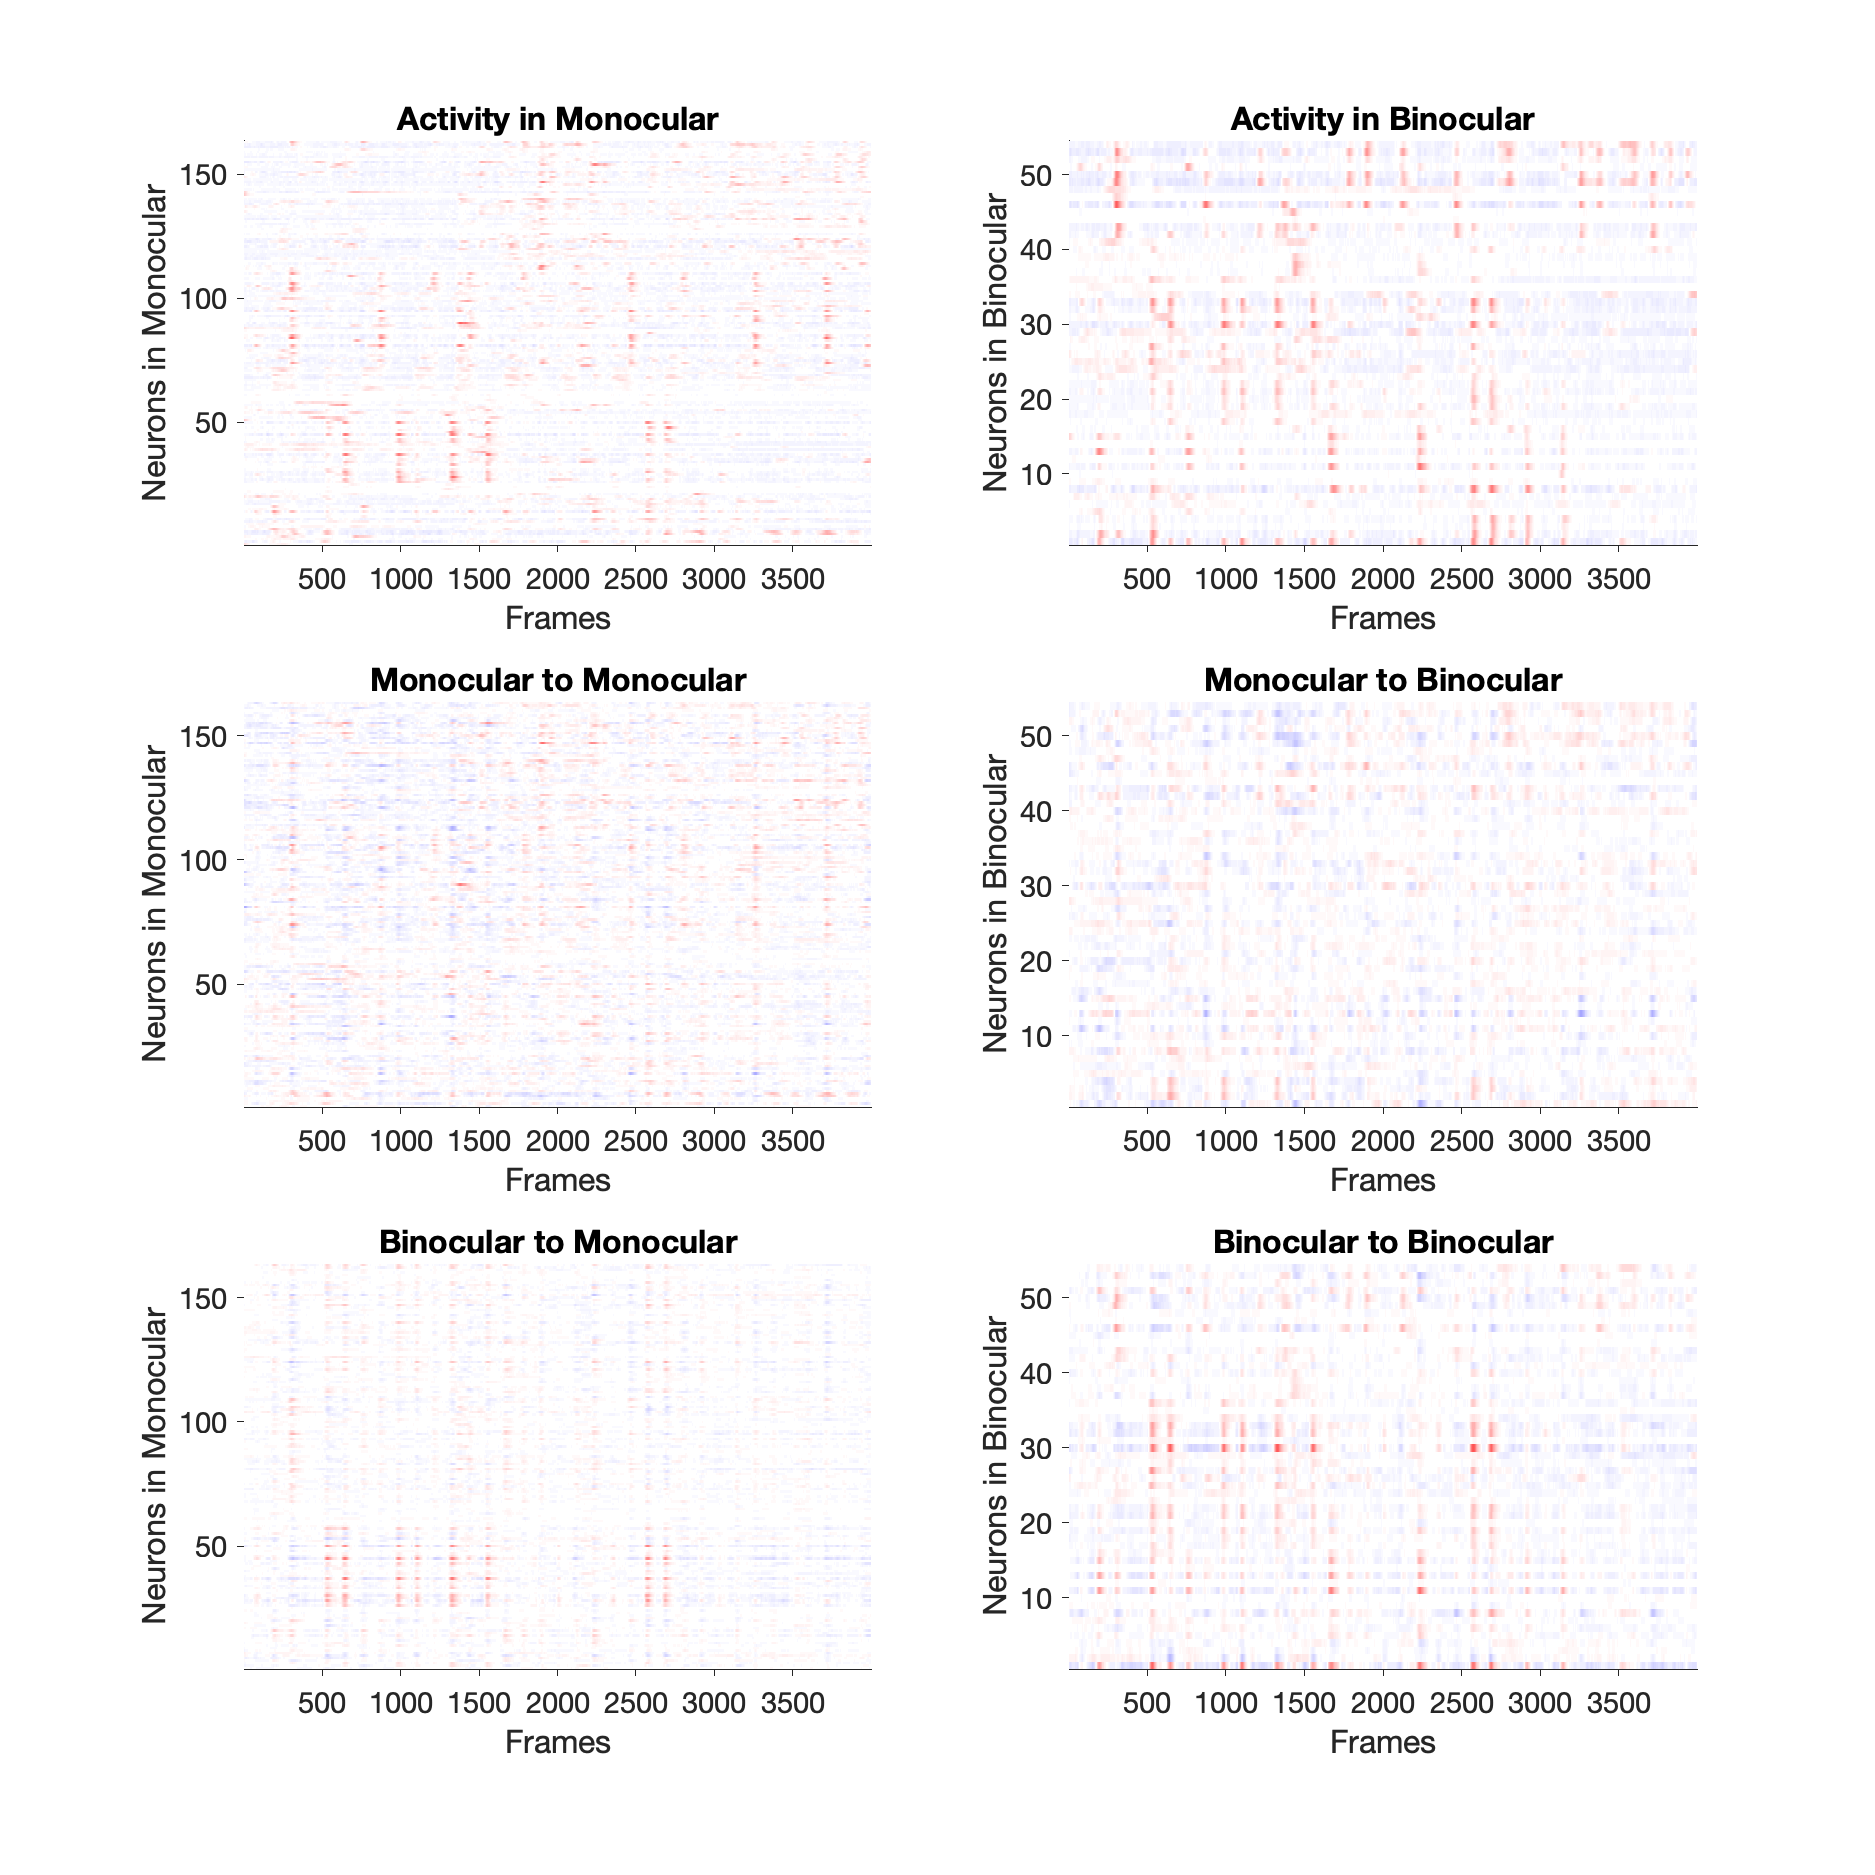 Activity in Monocular
Neurons in Monocular
150
100
50
500 1000 1500 2000 2500 3000 3500
Frames
Activity in Binocular
Neurons in Binocular
50
40
30
20
10
500 1000 1500 2000 2500 3000 3500
Frames
Monocular to Monocular
Neurons in Monocular
150
100
50
500 1000 1500 2000 2500 3000 3500
Frames
Monocular to Binocular
Neurons in Binocular
50
40
30
20
10
500 1000 1500 2000 2500 3000 3500
Frames
Binocular to Monocular
Neurons in Monocular
150
100
50
500 1000 1500 2000 2500 3000 3500
Frames
Binocular to Binocular
Neurons in Binocular
50
40
30
20
10
500 1000 1500 2000 2500 3000 3500
Frames